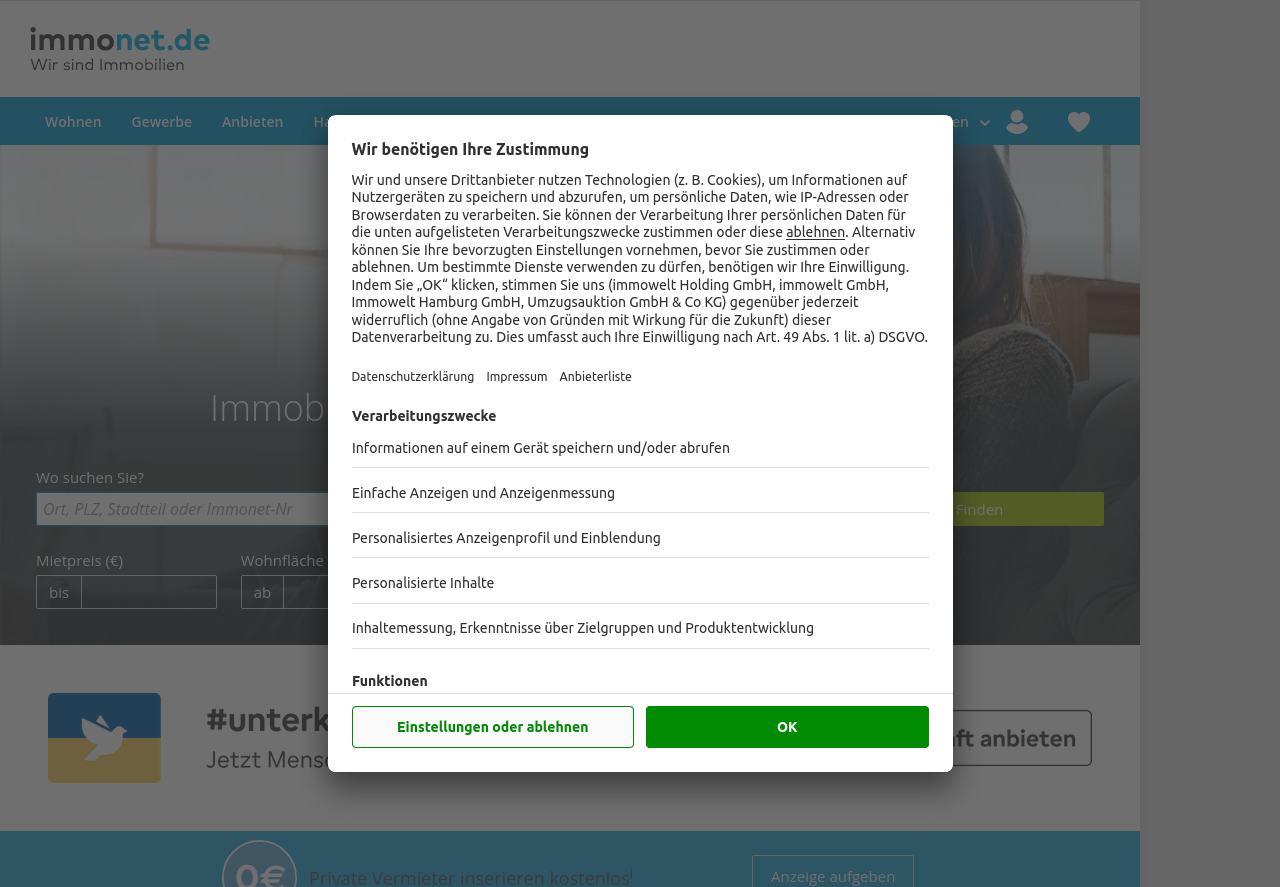 immonet.de
Wir sind Immobilien
Wohnen Gewerbe Anbieten
Wir benötigen Ihre Zustimmung
Wir und unsere Drittanbieter nutzen Technologien (z. B. Cookies), um Informationen auf
Nutzergeräten zu speichern und abzurufen, um persönliche Daten, wie IP-Adressen oder
Browserdaten zu verarbeiten. Sie können der Verarbeitung Ihrer persönlichen Daten für
die unten aufgelisteten Verarbeitungszwecke zustimmen oder diese ablehnen. Alternativ
können Sie Ihre bevorzugten Einstellungen vornehmen, bevor Sie zustimmen oder
ablehnen. Um bestimmte Dienste verwenden zu dürfen, benötigen wir Ihre Einwilligung.
Indem Sie „OK“ klicken, stimmen Sie uns (immowelt Holding GmbH, immowelt GmbH,
Immowelt Hamburg GmbH, Umzugsauktion GmbH & Co KG) gegenüber jederzeit
widerruflich (ohne Angabe von Gründen mit Wirkung für die Zukunft) dieser
Datenverarbeitung zu. Dies umfasst auch Ihre Einwilligung nach Art. 49 Abs. 1 lit. a) DSGVO.
Datenschutzerklärung Impressum Anbieterliste
Verarbeitungszwecke
Informationen auf einem Gerät speichern und/oder abrufen
Einfache Anzeigen und Anzeigenmessung
Personalisiertes Anzeigenprofil und Einblendung
Personalisierte Inhalte
Inhaltemessung, Erkenntnisse über Zielgruppen und Produktentwicklung
Funktionen
Einstellungen oder ablehnen OK
Immob
Wo suchen Sie?
Ort, PLZ, Stadtteil oder Immonet-Nr
Finden
Mietpreis (€) Wohnfläche
bis ab
#unterk
Jetzt Mensc
ft anbieten
0€ Private Vermieter inserieren kostenlos Anzeige aufgeben